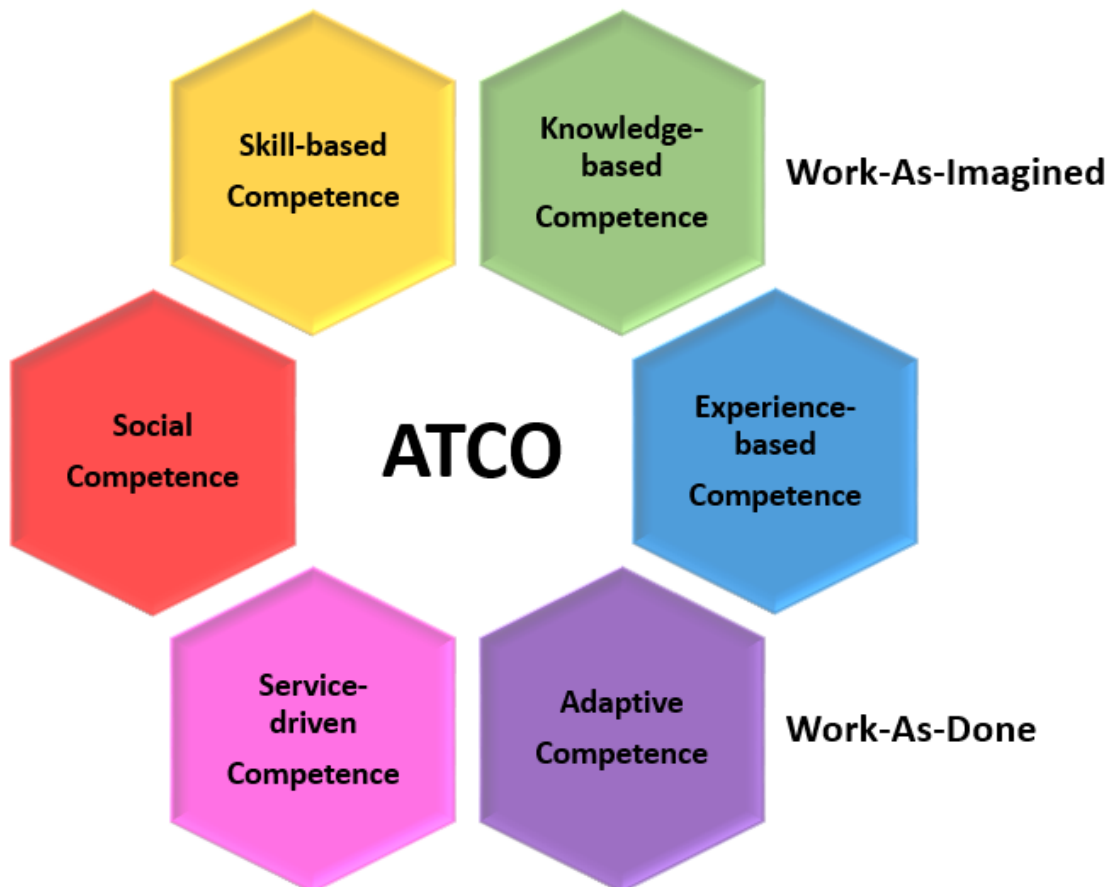 Skill-based
Competence
Knowledge-
based
Competence
Work-As-Imagined
Social
Competence
ATCO
Experience-
based
Competence
Service-
driven
Competence
Adaptive
Competence
Work-As-Done